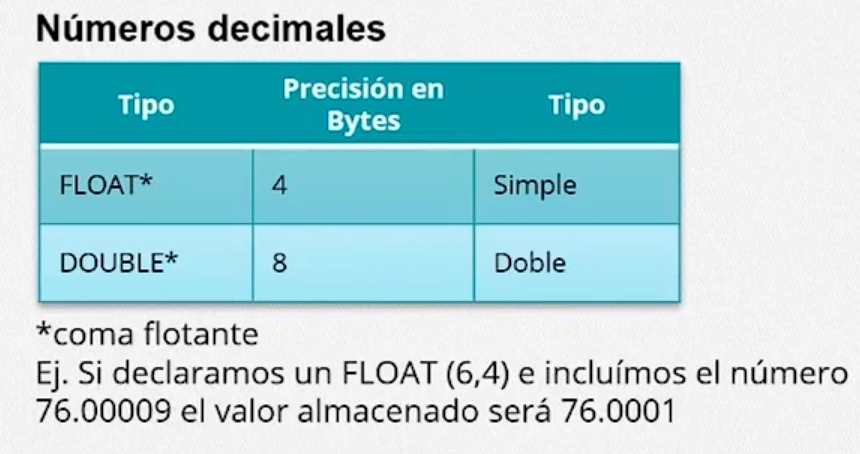 Números decimales
Tipo
Precisión en
Bytes
Tipo
FLOAT*
4
Simple
DOUBLE*
8
Doble
*coma flotante
Ej. Si declaramos un FLOAT (6,4) e incluímos el número
76.00009 el valor almacenado será 76.0001